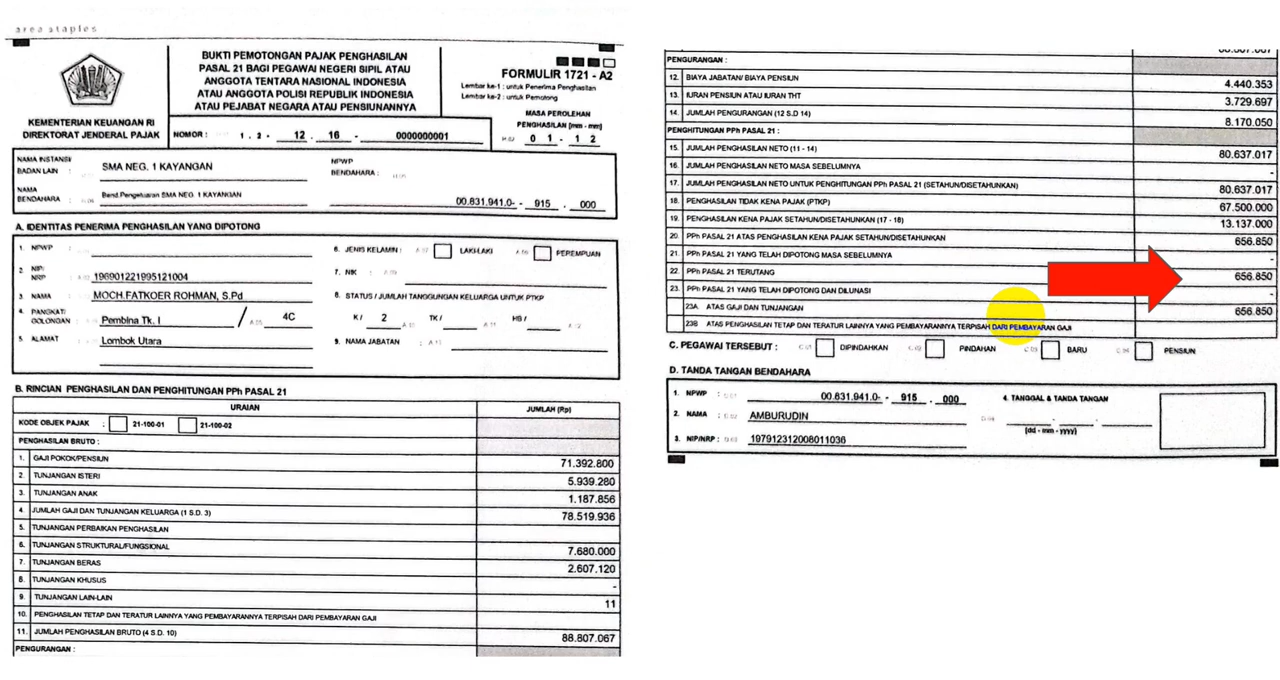 area staples
KEMENTERIAN KEUANGAN RI
DIREKTORAT JENDERAL PAJAK
BUKTI PEMOTONGAN PAJAK PENGHASILAN
PASAL 21 BAGI PEGAWAI NEGERI SIPIL ATAU
ANGGOTA TENTARA NASIONAL INDONESIA
ATAU ANGGOTA POLISI REPUBLIK INDONESIA
ATAU PEJABAT NEGARA ATAU PENSIUNANNYA
NOMOR : 1 . 2 - 12 . 16 - 0000000001
FORMULIR 1721 - A2
Lembar ke-1 : untuk Penerima Penghasilan
Lembar ke-2 : untuk Pemotong
MASA PEROLEHAN
PENGHASILAN [mm - mm]
H.02 0 1 - 1 2
NAMA INSTANSI/
BADAN LAIN : SMA NEG. 1 KAYANGAN
NPWP
BENDAHARA :
NAMA
BENDAHARA : Bend.Pengeluaran SMA NEG. 1 KAYANGAN
00.831.941.0- - 915 . 000
A. IDENTITAS PENERIMA PENGHASILAN YANG DIPOTONG
1. NPWP :
2. NIP/
NRP : 196901221995121004
3. NAMA : MOCH.FATKOER ROHMAN, S.Pd
4. PANGKAT/
GOLONGAN : Pembina Tk. I / 4C
5. ALAMAT : Lombok Utara
6. JENIS KELAMIN : LAKI-LAKI PEREMPUAN
7. NIK :
8. STATUS / JUMLAH TANGGUNGAN KELUARGA UNTUK PTKP
K / 2 TK / HB /
9. NAMA JABATAN :
B. RINCIAN PENGHASILAN DAN PENGHITUNGAN PPh PASAL 21
URAIAN JUMLAH (Rp)
KODE OBJEK PAJAK : 21-100-01 21-100-02
PENGHASILAN BRUTO :
1. GAJI POKOK/PENSIUN 71.392.800
2. TUNJANGAN ISTERI 5.939.280
3. TUNJANGAN ANAK 1.187.856
4. JUMLAH GAJI DAN TUNJANGAN KELUARGA (1 S.D. 3) 78.519.936
5. TUNJANGAN PERBAIKAN PENGHASILAN
6. TUNJANGAN STRUKTURAL/FUNGSIONAL 7.680.000
7. TUNJANGAN BERAS 2.607.120
8. TUNJANGAN KHUSUS -
9. TUNJANGAN LAIN-LAIN 11
10. PENGHASILAN TETAP DAN TERATUR LAINNYA YANG PEMBAYARANNYA TERPISAH DARI PEMBAYARAN GAJI
11. JUMLAH PENGHASILAN BRUTO (4 S.D. 10) 88.807.067
PENGURANGAN :
PENGURANGAN :
12. BIAYA JABATAN/ BIAYA PENSIUN 4.440.353
13. IURAN PENSIUN ATAU IURAN THT 3.729.697
14. JUMLAH PENGURANGAN (12 S.D 14) 8.170.050
PENGHITUNGAN PPh PASAL 21 :
15. JUMLAH PENGHASILAN NETO (11 - 14) 80.637.017
16. JUMLAH PENGHASILAN NETO MASA SEBELUMNYA -
17. JUMLAH PENGHASILAN NETO UNTUK PENGHITUNGAN PPh PASAL 21 (SETAHUN/DISETAHUNKAN) 80.637.017
18. PENGHASILAN TIDAK KENA PAJAK (PTKP) 67.500.000
19. PENGHASILAN KENA PAJAK SETAHUN/DISETAHUNKAN (17 - 18) 13.137.000
20. PPh PASAL 21 ATAS PENGHASILAN KENA PAJAK SETAHUN/DISETAHUNKAN 656.850
21. PPh PASAL 21 YANG TELAH DIPOTONG MASA SEBELUMNYA -
22. PPh PASAL 21 TERUTANG 656.850
23. PPh PASAL 21 YANG TELAH DIPOTONG DAN DILUNASI -
23A. ATAS GAJI DAN TUNJANGAN 656.850
23B ATAS PENGHASILAN TETAP DAN TERATUR LAINNYA YANG PEMBAYARANNYA TERPISAH DARI PEMBAYARAN GAJI
C. PEGAWAI TERSEBUT : DIPINDAHKAN PINDAHAN BARU PENSIUN
D. TANDA TANGAN BENDAHARA
1. NPWP : 00.831.941.0- - 915 . 000
2. NAMA : AMBURUDIN
3. NIP/NRP : 197912312008011036
4. TANGGAL & TANDA TANGAN
[dd - mm - yyyy]